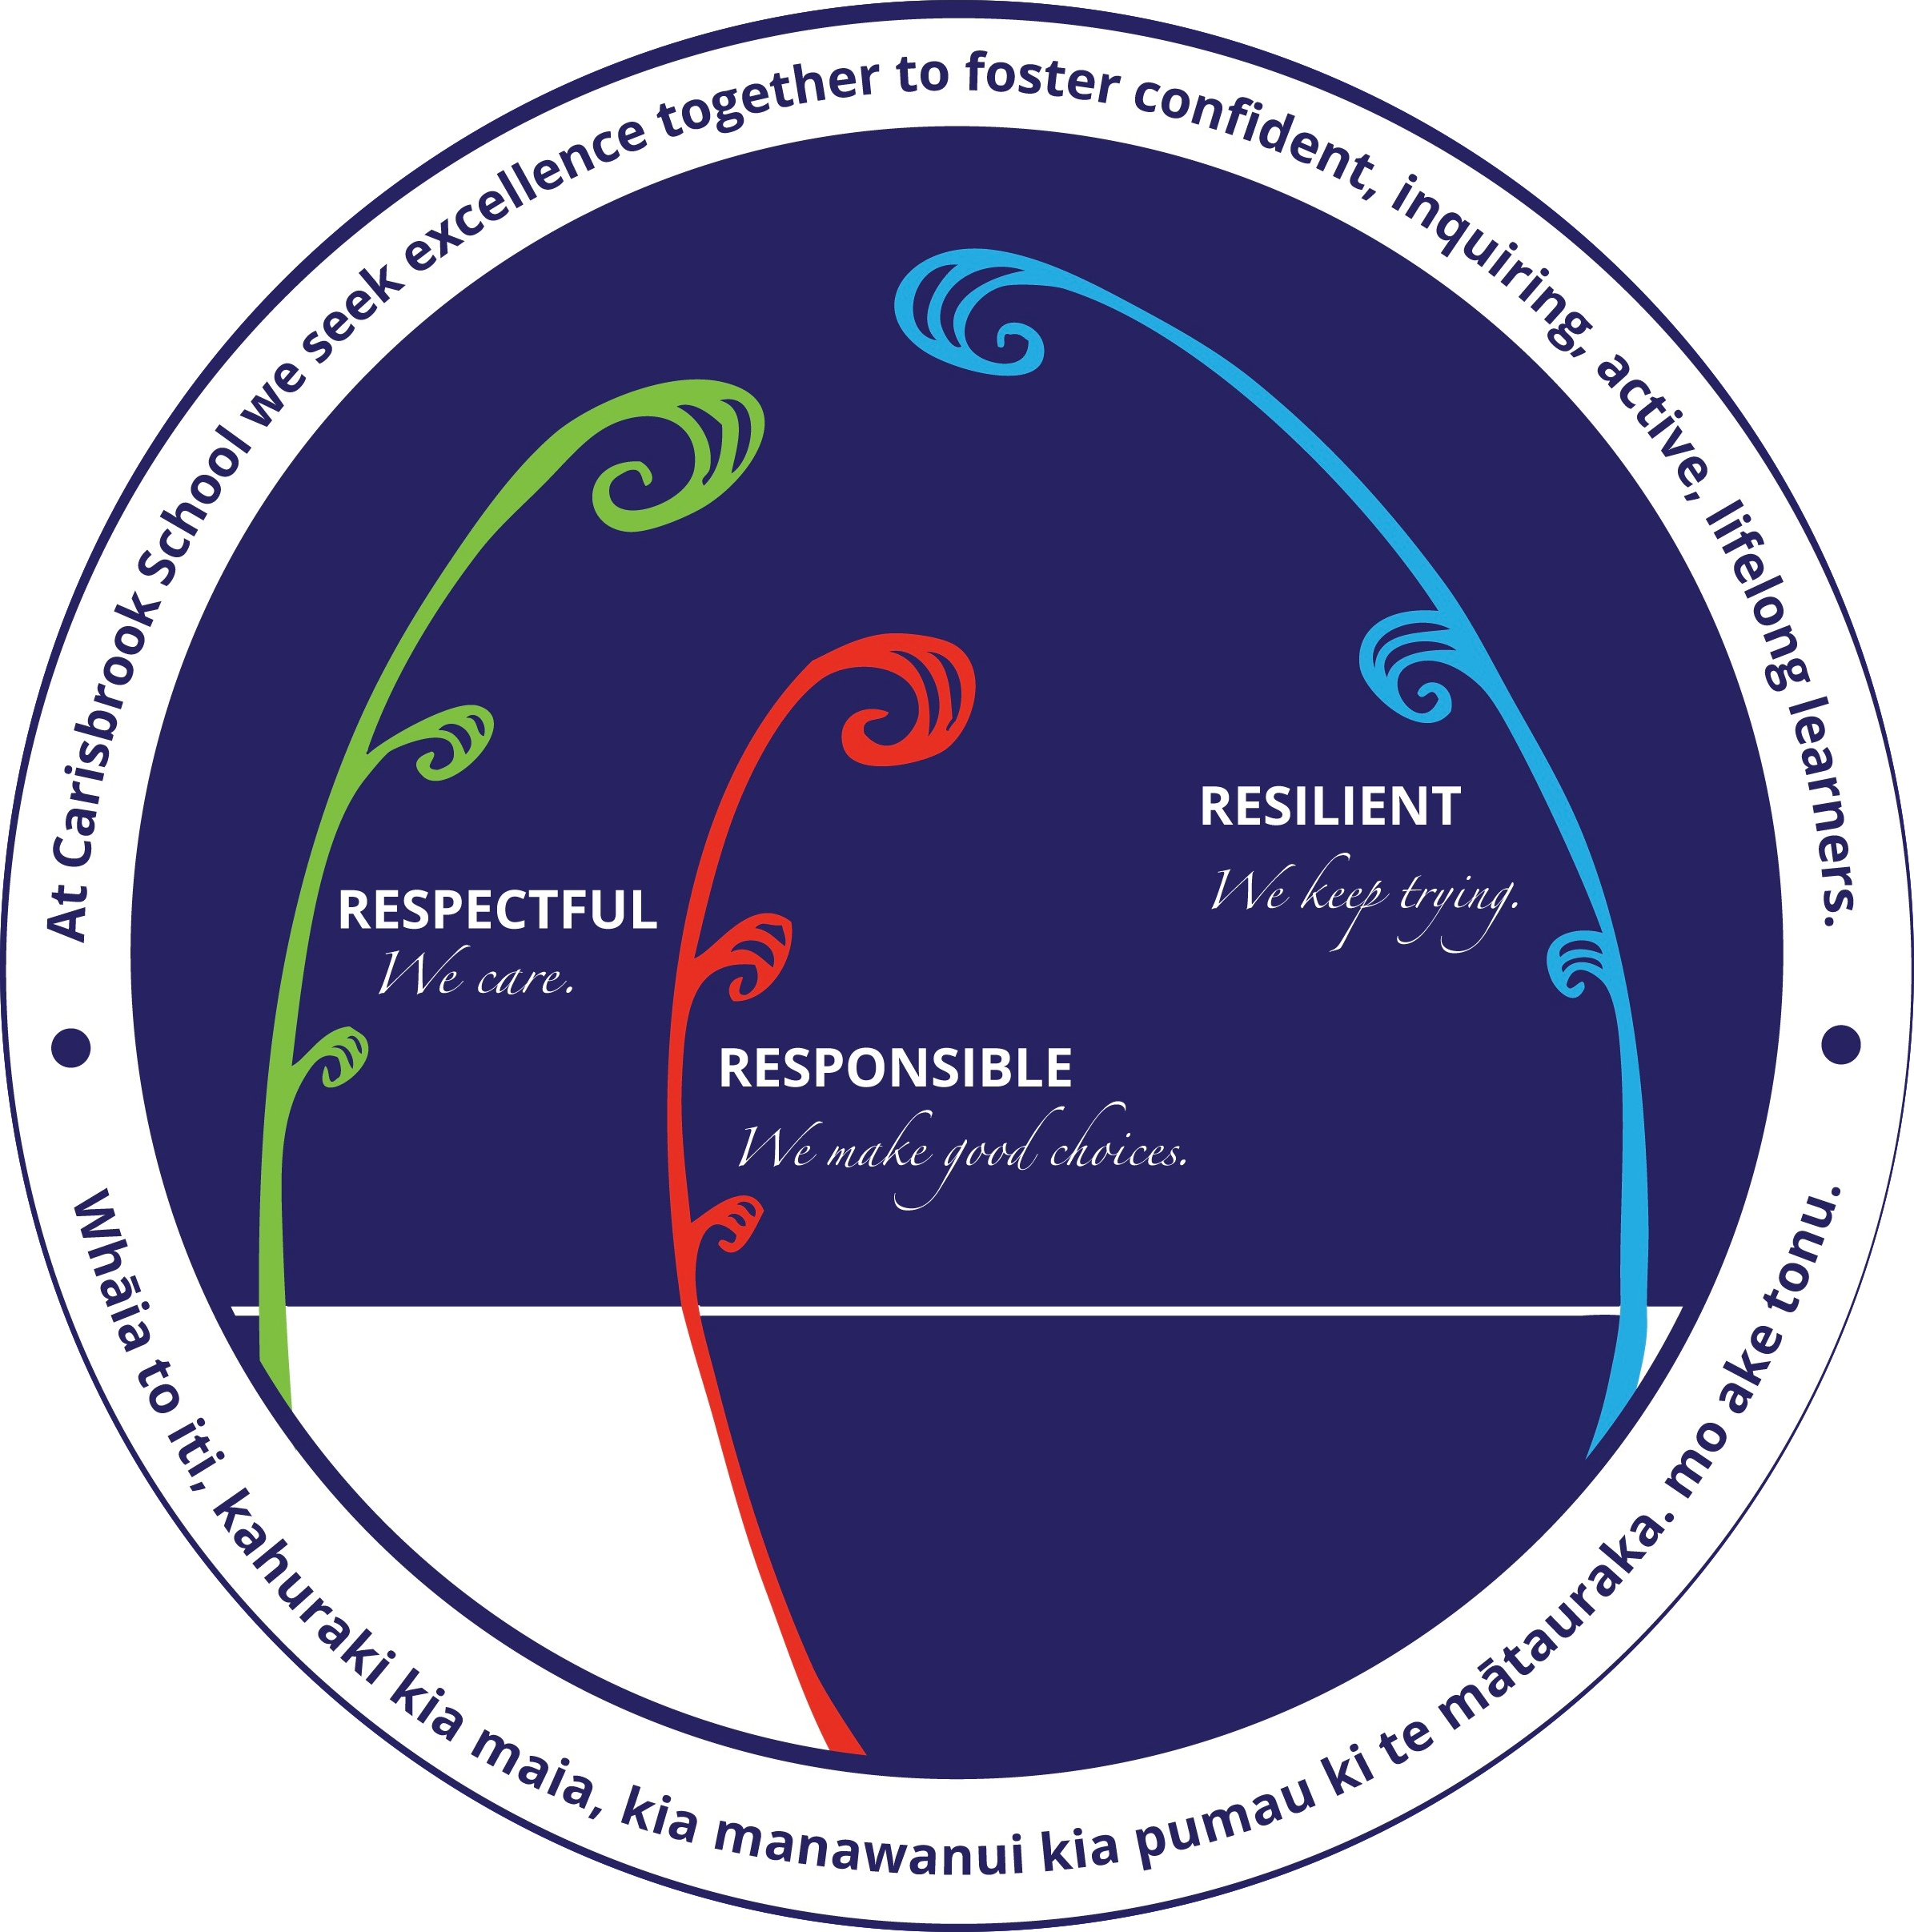 At Carlsbrook School we seek excellence together to foster confident, inquiring, active, lifelong learners.
RESILIENT
We keep trying.
RESPECTFUL
We care.
RESPONSIBLE
We make good choices.
Whāia to iti, kahuraki kia maia, kia manawanui kia pumau ki te mātauraka. mo ake tonu.